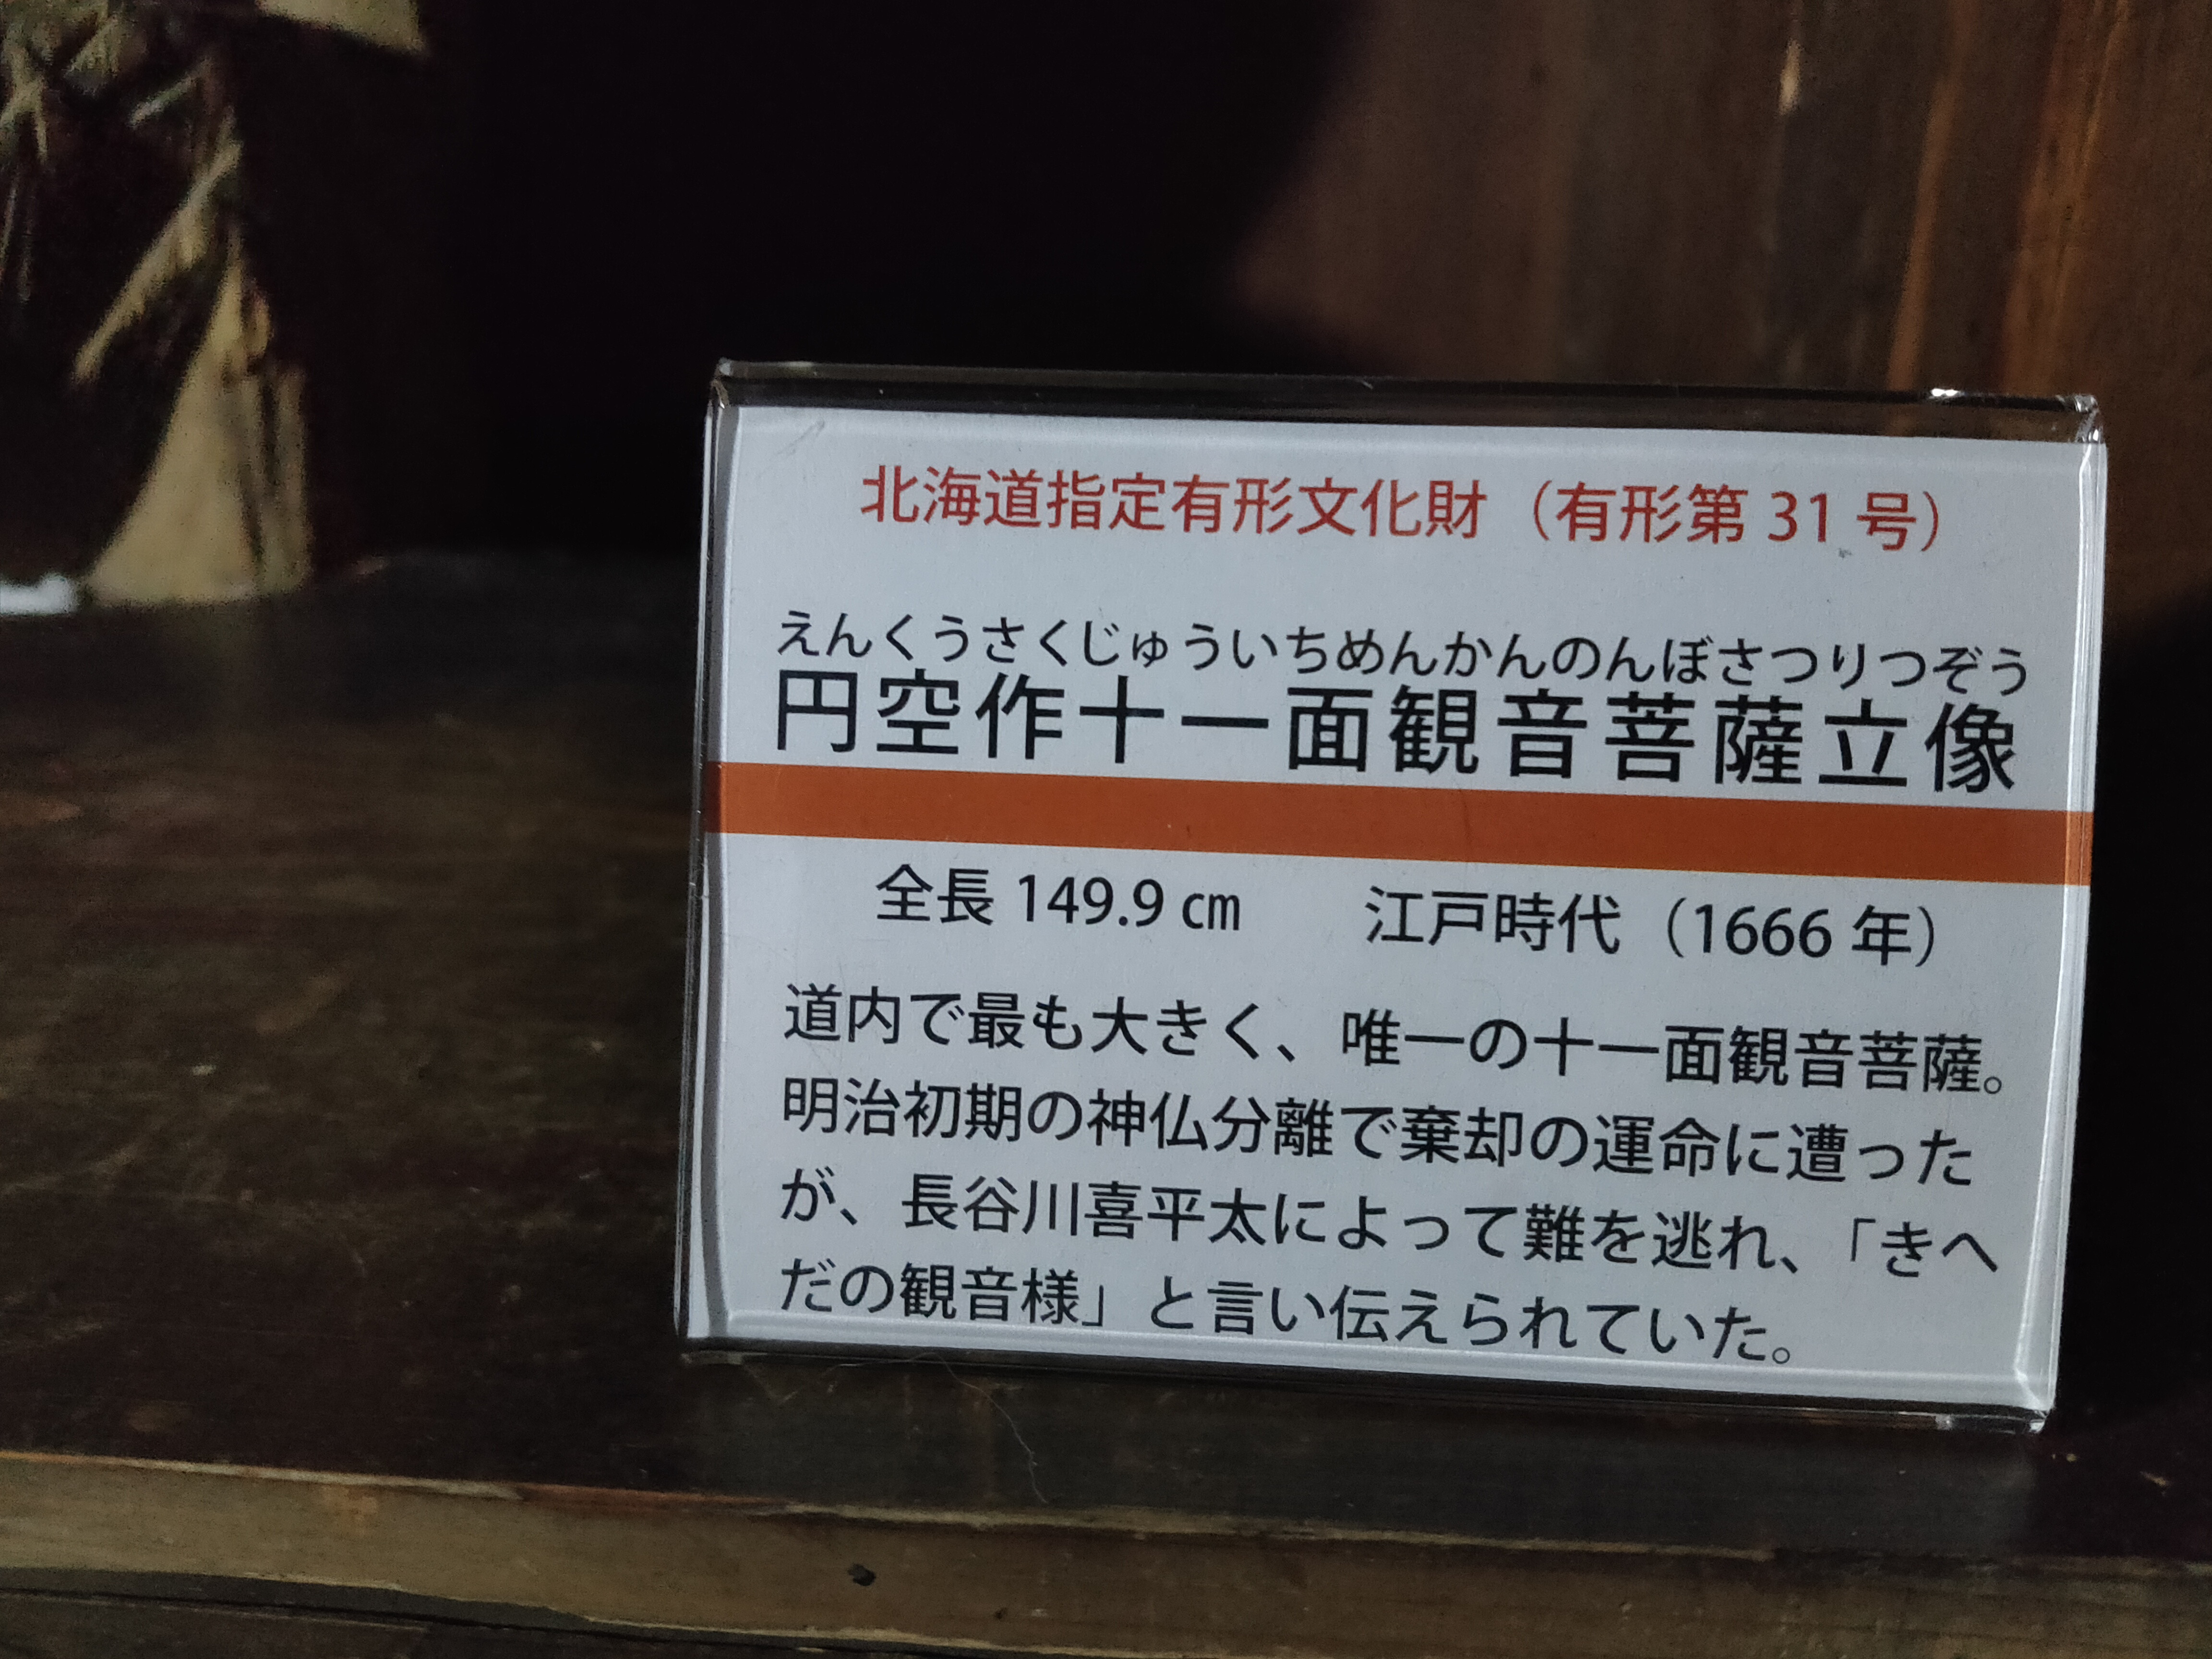 北海道指定有形文化財（有形第 31 号）
えんくうさくじゅういちめんかんのんぼさつりつぞう
円空作十一面観音菩薩立像
全長 149.9 ㎝　江戸時代（1666 年）
道内で最も大きく、唯一の十一面観音菩薩。
明治初期の神仏分離で棄却の運命に遭った
が、長谷川喜平太によって難を逃れ、「きへ
だの観音様」と言い伝えられていた。